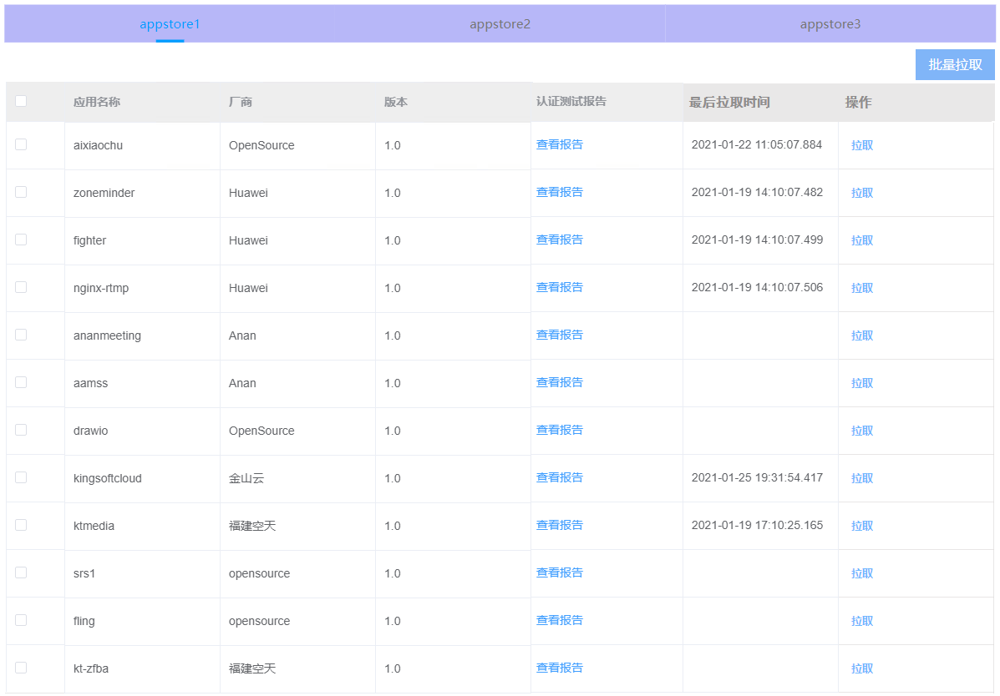 appstore1 appstore2 appstore3
批量拉取
应用名称 厂商 版本 认证测试报告 最后拉取时间 操作
aixiaochu OpenSource 1.0 查看报告 2021-01-22 11:05:07.884 拉取
zoneminder Huawei 1.0 查看报告 2021-01-19 14:10:07.482 拉取
fighter Huawei 1.0 查看报告 2021-01-19 14:10:07.499 拉取
nginx-rtmp Huawei 1.0 查看报告 2021-01-19 14:10:07.506 拉取
ananmeeting Anan 1.0 查看报告 拉取
aamss Anan 1.0 查看报告 拉取
drawio OpenSource 1.0 查看报告 拉取
kingsoftcloud 金山云 1.0 查看报告 2021-01-25 19:31:54.417 拉取
ktmedia 福建空天 1.0 查看报告 2021-01-19 17:10:25.165 拉取
srs1 opensource 1.0 查看报告 拉取
fling opensource 1.0 查看报告 拉取
kt-zfba 福建空天 1.0 查看报告 拉取